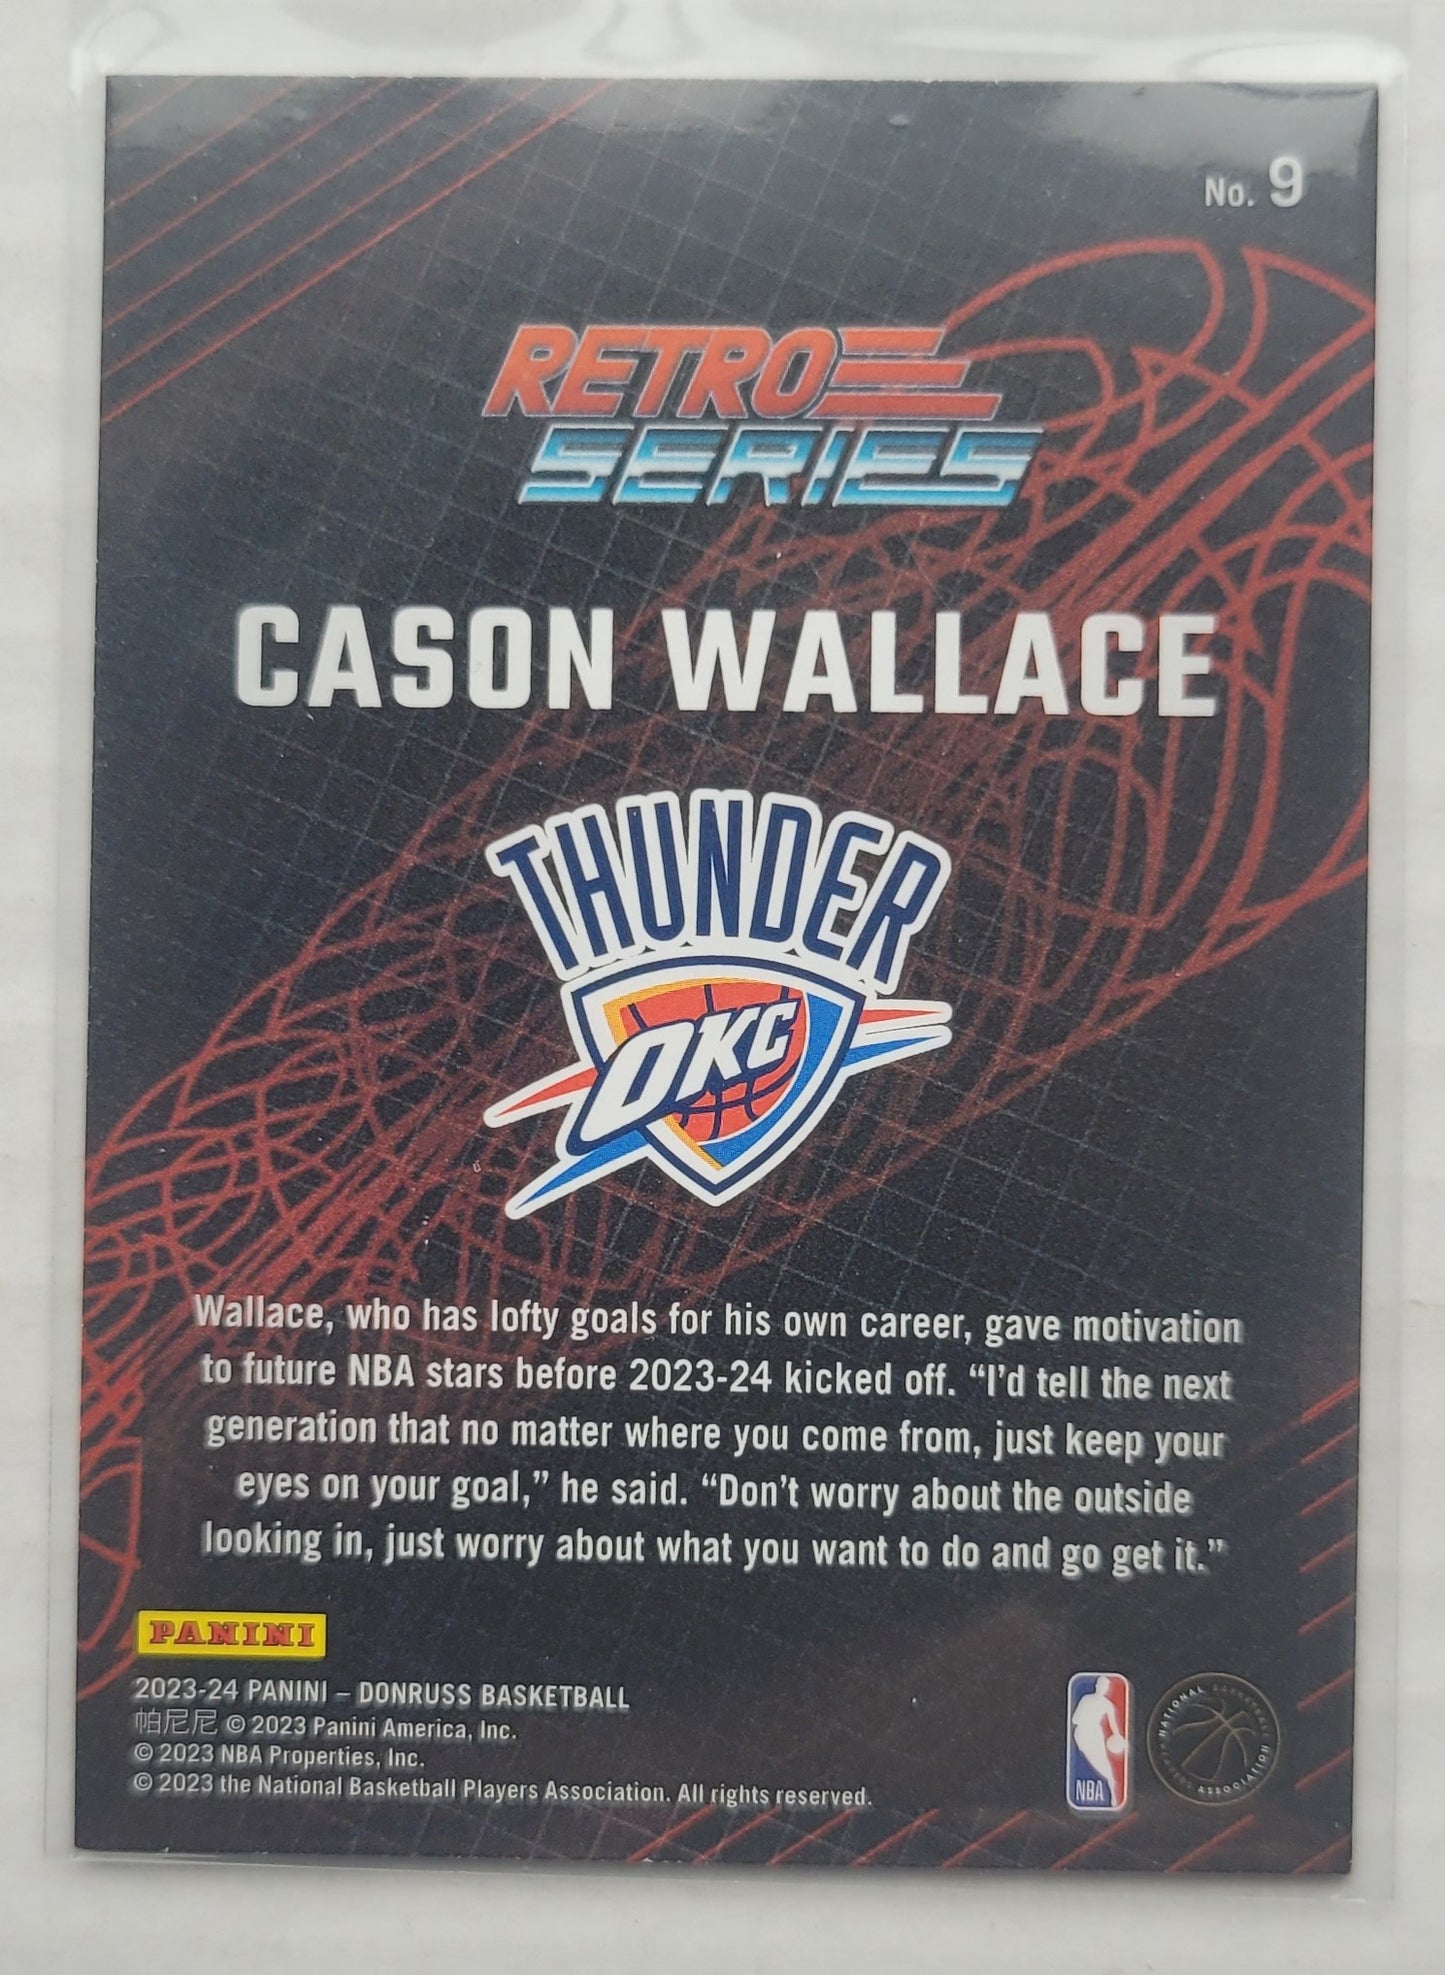 No. 9
RETRO
SERIES
CASON WALLACE
THUNDER
OKC
Wallace, who has lofty goals for his own career, gave motivation
to future NBA stars before 2023-24 kicked off. “I’d tell the next
generation that no matter where you come from, just keep your
eyes on your goal,” he said. “Don’t worry about the outside
looking in, just worry about what you want to do and go get it.”
PANINI
2023-24 PANINI – DONRUSS BASKETBALL
帕尼尼 © 2023 Panini America, Inc.
© 2023 NBA Properties, Inc.
© 2023 the National Basketball Players Association. All rights reserved.
NBA
NATIONAL BASKETBALL PLAYERS ASSOCIATION